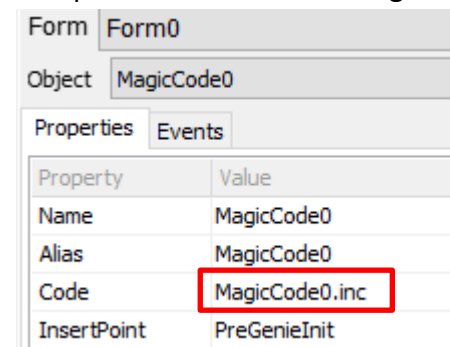 Form Form0
Object MagicCode0
Properties Events
Property Value
Name MagicCode0
Alias MagicCode0
Code MagicCode0.inc
InsertPoint PreGenieInit